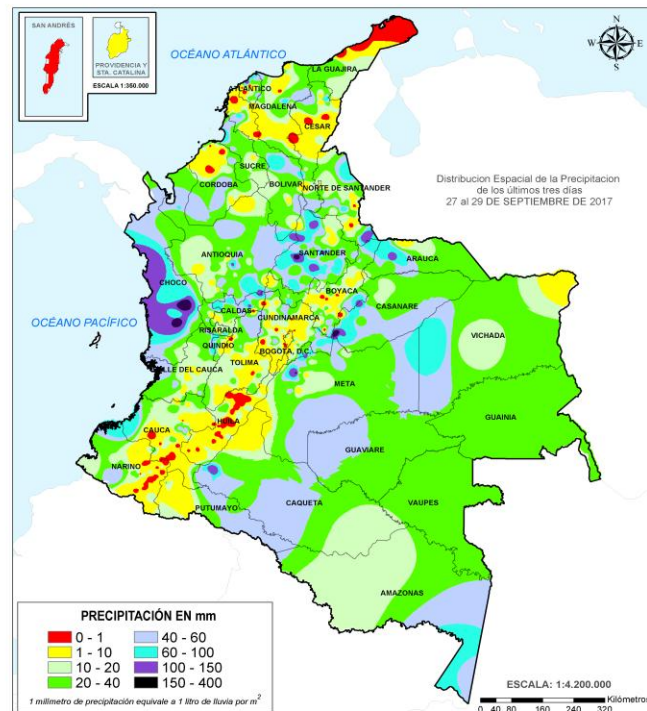 SAN ANDRÉS
PROVIDENCIA Y
STA. CATALINA
ESCALA 1:350.000
OCÉANO ATLÁNTICO
N
W
E
S
LA GUAJIRA
ATLANTICO
MAGDALENA
CESAR
SUCRE
CORDOBA
BOLIVAR
NORTE DE SANTANDER
Distribucion Espacial de la Precipitacion
de los últimos tres días
27 al 29 DE SEPTIEMBRE DE 2017
ANTIOQUIA
SANTANDER
ARAUCA
CHOCO
BOYACA
CASANARE
OCÉANO PACÍFICO
CALDAS
CUNDINAMARCA
RISARALDA
VICHADA
QUINDIO
BOGOTA, D.C.
TOLIMA
VALLE DEL CAUCA
META
GUAINIA
HUILA
CAUCA
GUAVIARE
NARIÑO
CAQUETA
VAUPES
PUTUMAYO
AMAZONAS
PRECIPITACIÓN EN mm
0 - 1
40 - 60
1 - 10
60 - 100
10 - 20
100 - 150
20 - 40
150 - 400
1 milimetro de precipitación equivale a 1 litro de lluvia por m²
ESCALA: 1:4.200.000
Kilómetros
0 40 80 160 240 320